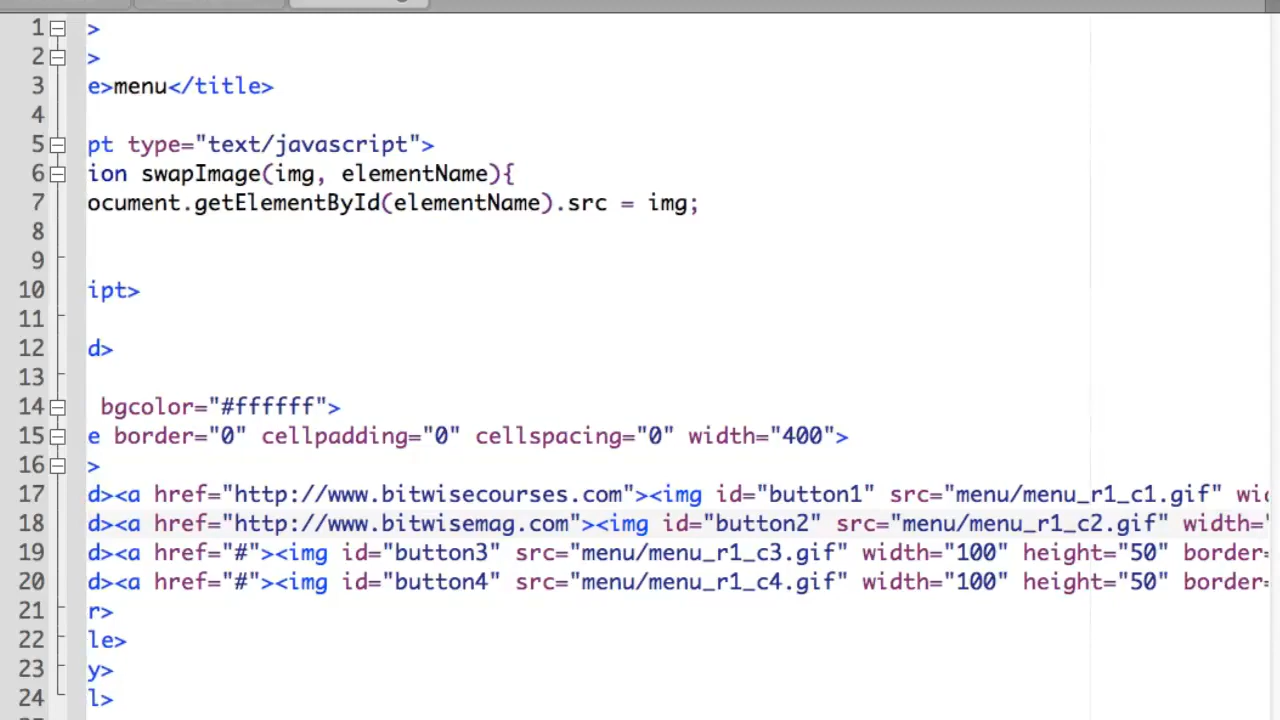 1 >
2 >
3 e>menu</title>
4
5 pt type="text/javascript">
6 ion swapImage(img, elementName){
7 ocument.getElementById(elementName).src = img;
8
9
10 ipt>
11
12 d>
13
14 bgcolor="#ffffff">
15 e border="0" cellpadding="0" cellspacing="0" width="400">
16 >
17 d><a href="http://www.bitwisecourses.com"><img id="button1" src="menu/menu_r1_c1.gif" wi
18 d><a href="http://www.bitwisemag.com"><img id="button2" src="menu/menu_r1_c2.gif" width="
19 d><a href="#"><img id="button3" src="menu/menu_r1_c3.gif" width="100" height="50" border=
20 d><a href="#"><img id="button4" src="menu/menu_r1_c4.gif" width="100" height="50" border=
21 r>
22 le>
23 y>
24 l>